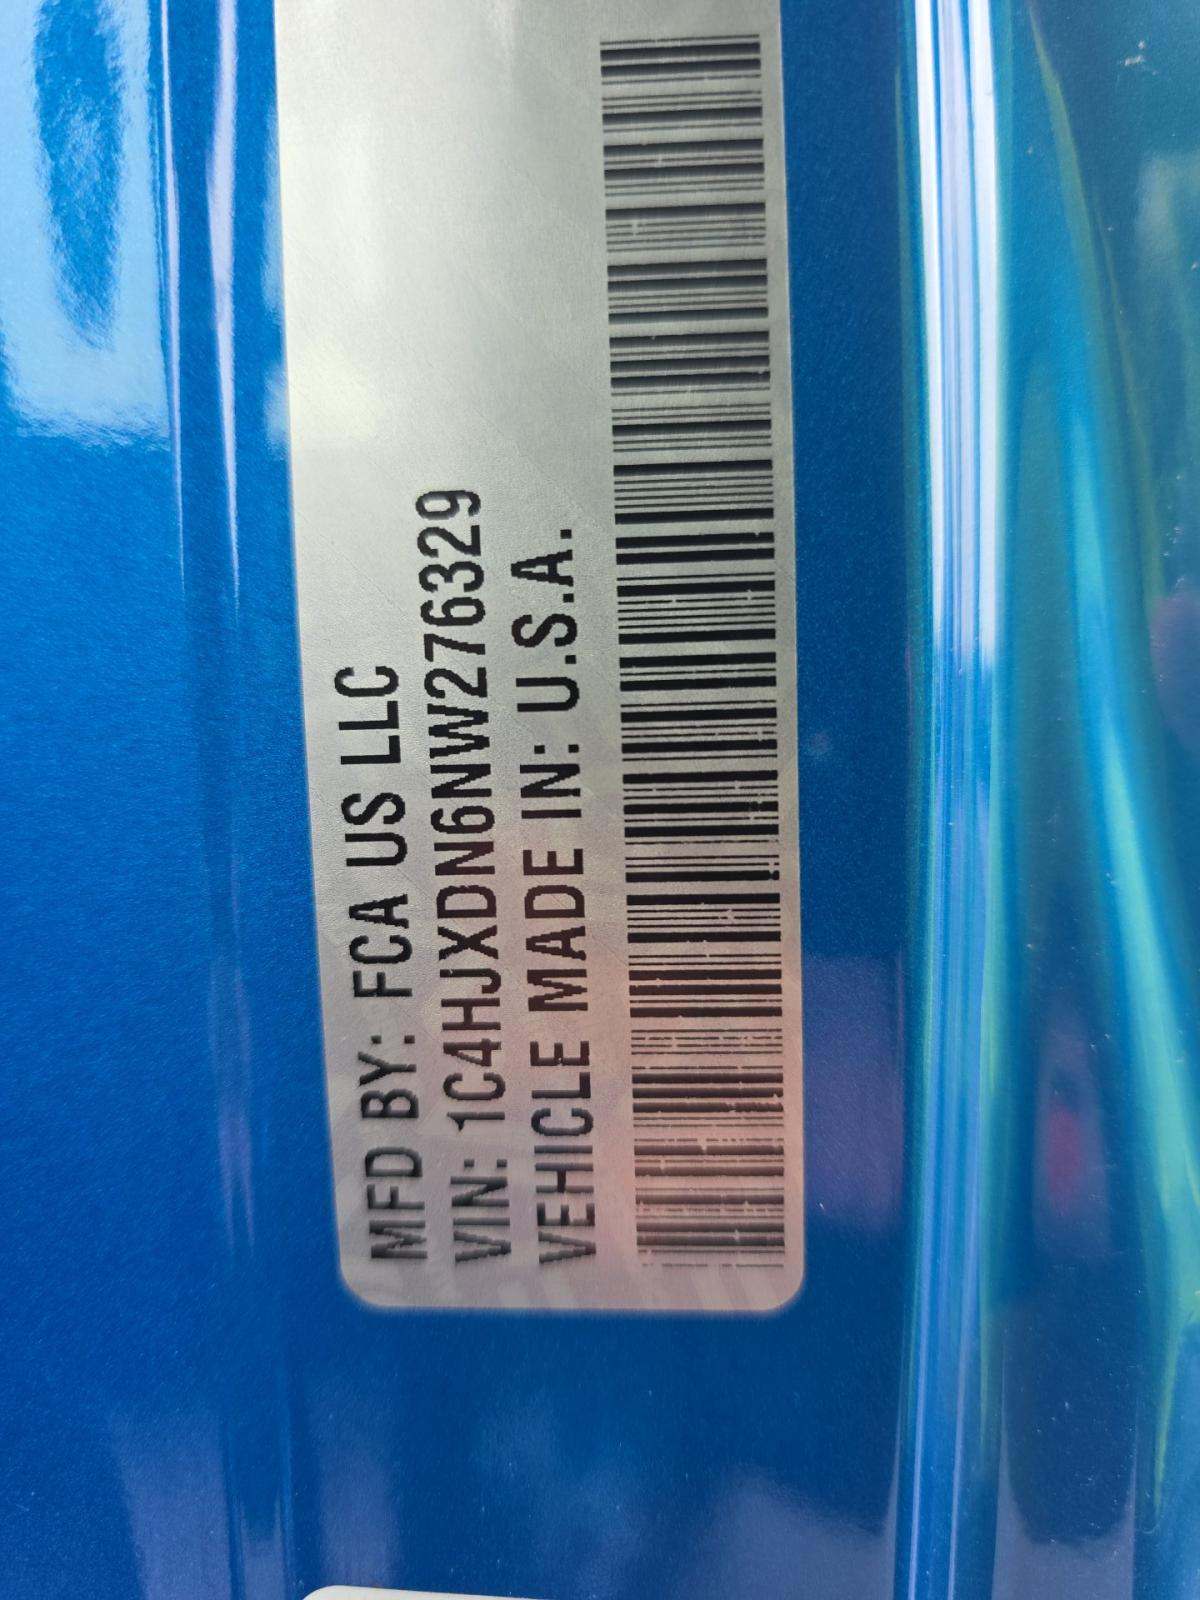 MFD BY: FCA US LLC
VIN: 1C4HJXDN6NW276329
VEHICLE MADE IN: U.S.A.